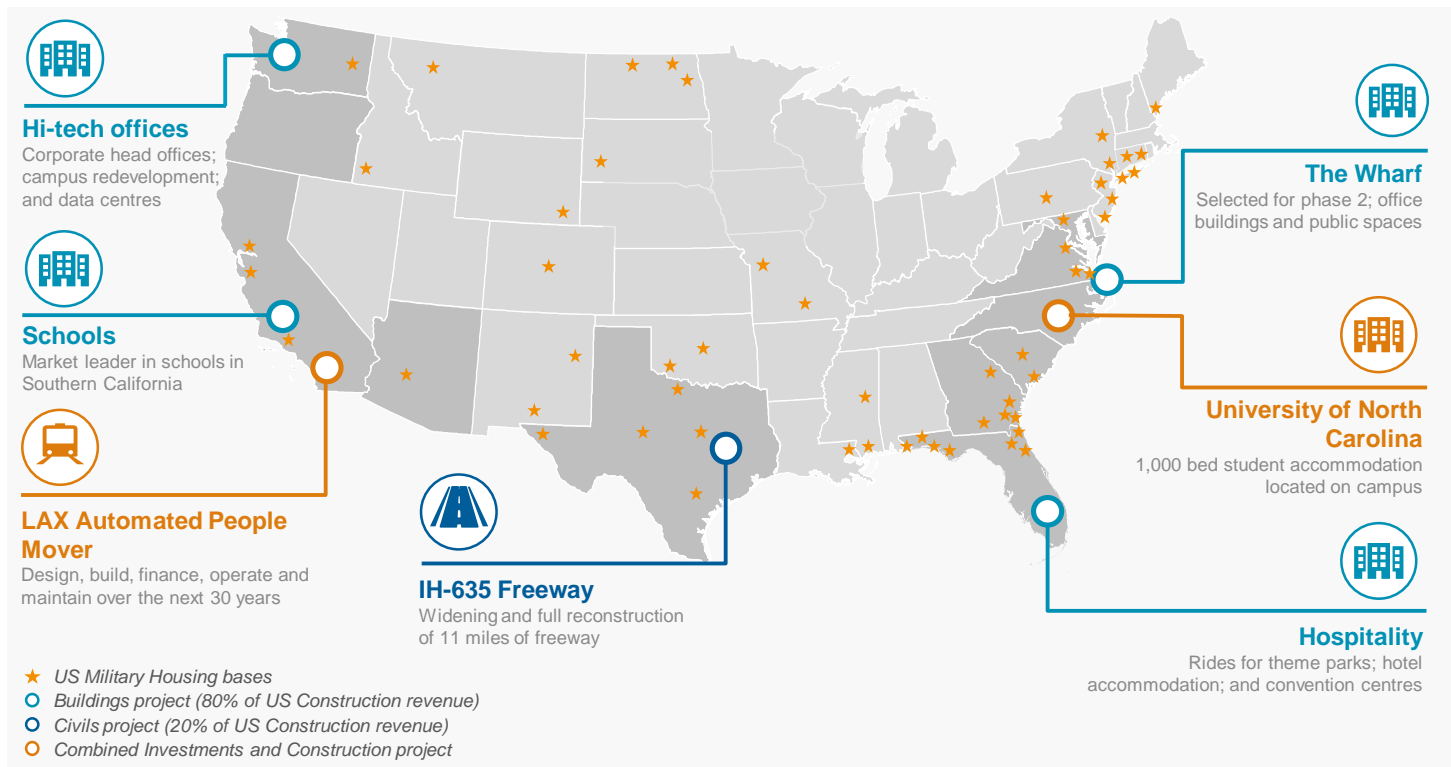 Hi-tech offices
Corporate head offices;
campus redevelopment;
and data centres
Schools
Market leader in schools in
Southern California
LAX Automated People
Mover
Design, build, finance, operate and
maintain over the next 30 years
IH-635 Freeway
Widening and full reconstruction
of 11 miles of freeway
The Wharf
Selected for phase 2; office
buildings and public spaces
University of North
Carolina
1,000 bed student accommodation
located on campus
Hospitality
Rides for theme parks; hotel
accommodation; and convention centres
US Military Housing bases
Buildings project (80% of US Construction revenue)
Civils project (20% of US Construction revenue)
Combined Investments and Construction project